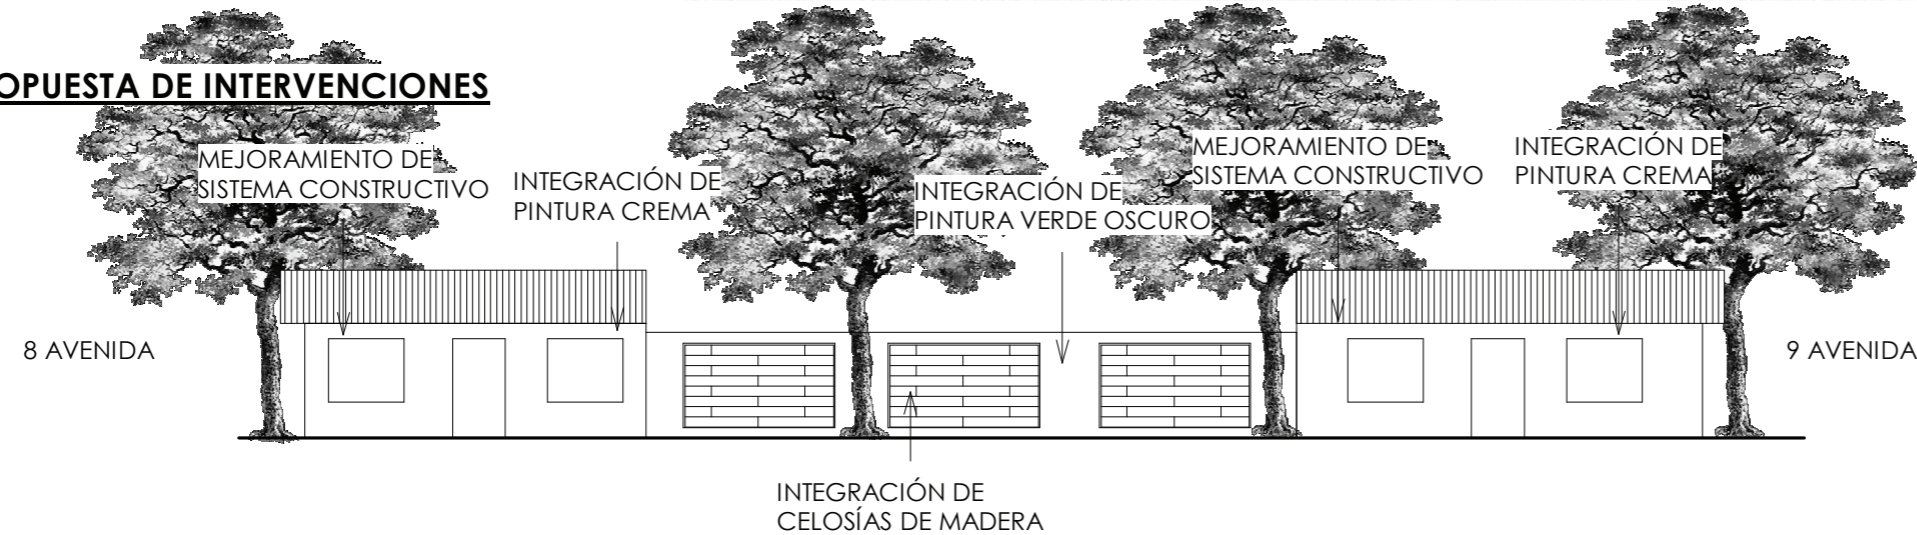 OPUESTA DE INTERVENCIONES
MEJORAMIENTO DE
SISTEMA CONSTRUCTIVO
INTEGRACIÓN DE
PINTURA CREMA
INTEGRACIÓN DE
PINTURA VERDE OSCURO
MEJORAMIENTO DE
SISTEMA CONSTRUCTIVO
INTEGRACIÓN DE
PINTURA CREMA
8 AVENIDA
9 AVENIDA
INTEGRACIÓN DE
CELOSÍAS DE MADERA